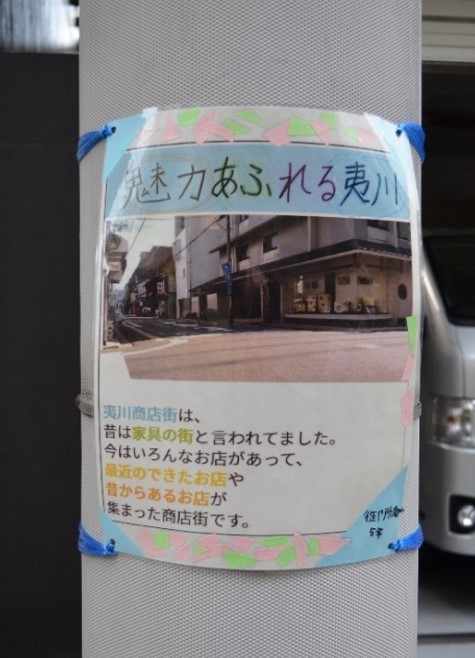 魅力あふれる夷川
夷川商店街は、
昔は家具の街と言われてました。
今はいろんなお店があって、
最近のできたお店や
昔からあるお店が
集まった商店街です。
5年